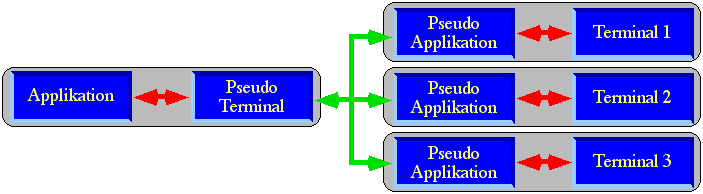 Applikation
Pseudo
Terminal
Pseudo
Applikation
Terminal 1
Pseudo
Applikation
Terminal 2
Pseudo
Applikation
Terminal 3